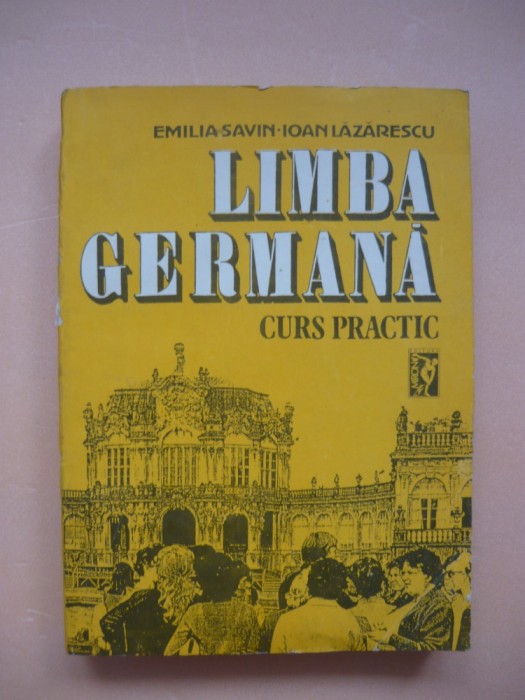 EMILIA SAVIN · IOAN LĂZĂRESCU
LIMBA
GERMANĂ
CURS PRACTIC